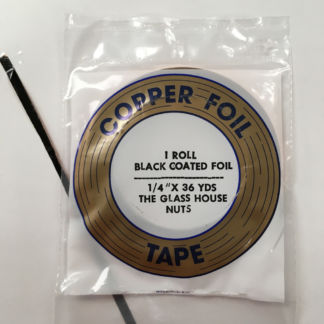 COPPER FOIL
1 ROLL
BLACK COATED FOIL
1/4" X 36 YDS
THE GLASS HOUSE
NUTS
TAPE